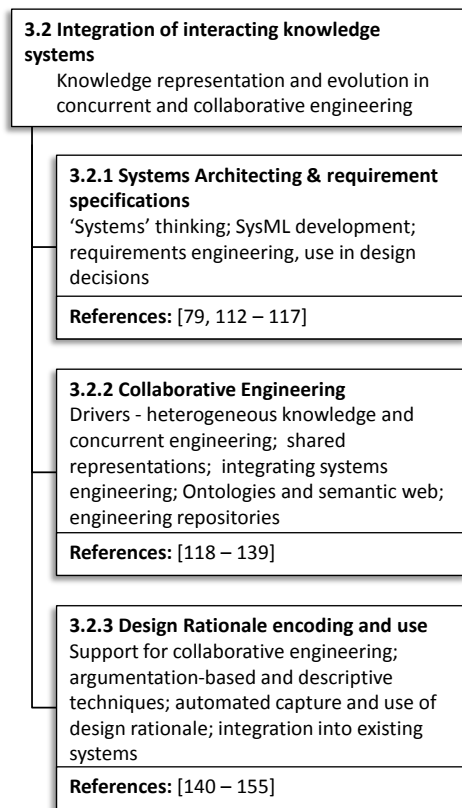 3.2 Integration of interacting knowledge
systems
Knowledge representation and evolution in
concurrent and collaborative engineering
3.2.1 Systems Architecting & requirement
specifications
‘Systems’ thinking; SysML development;
requirements engineering, use in design
decisions
References: [79, 112 – 117]
3.2.2 Collaborative Engineering
Drivers - heterogeneous knowledge and
concurrent engineering; shared
representations; integrating systems
engineering; Ontologies and semantic web;
engineering repositories
References: [118 – 139]
3.2.3 Design Rationale encoding and use
Support for collaborative engineering;
argumentation-based and descriptive
techniques; automated capture and use of
design rationale; integration into existing
systems
References: [140 – 155]